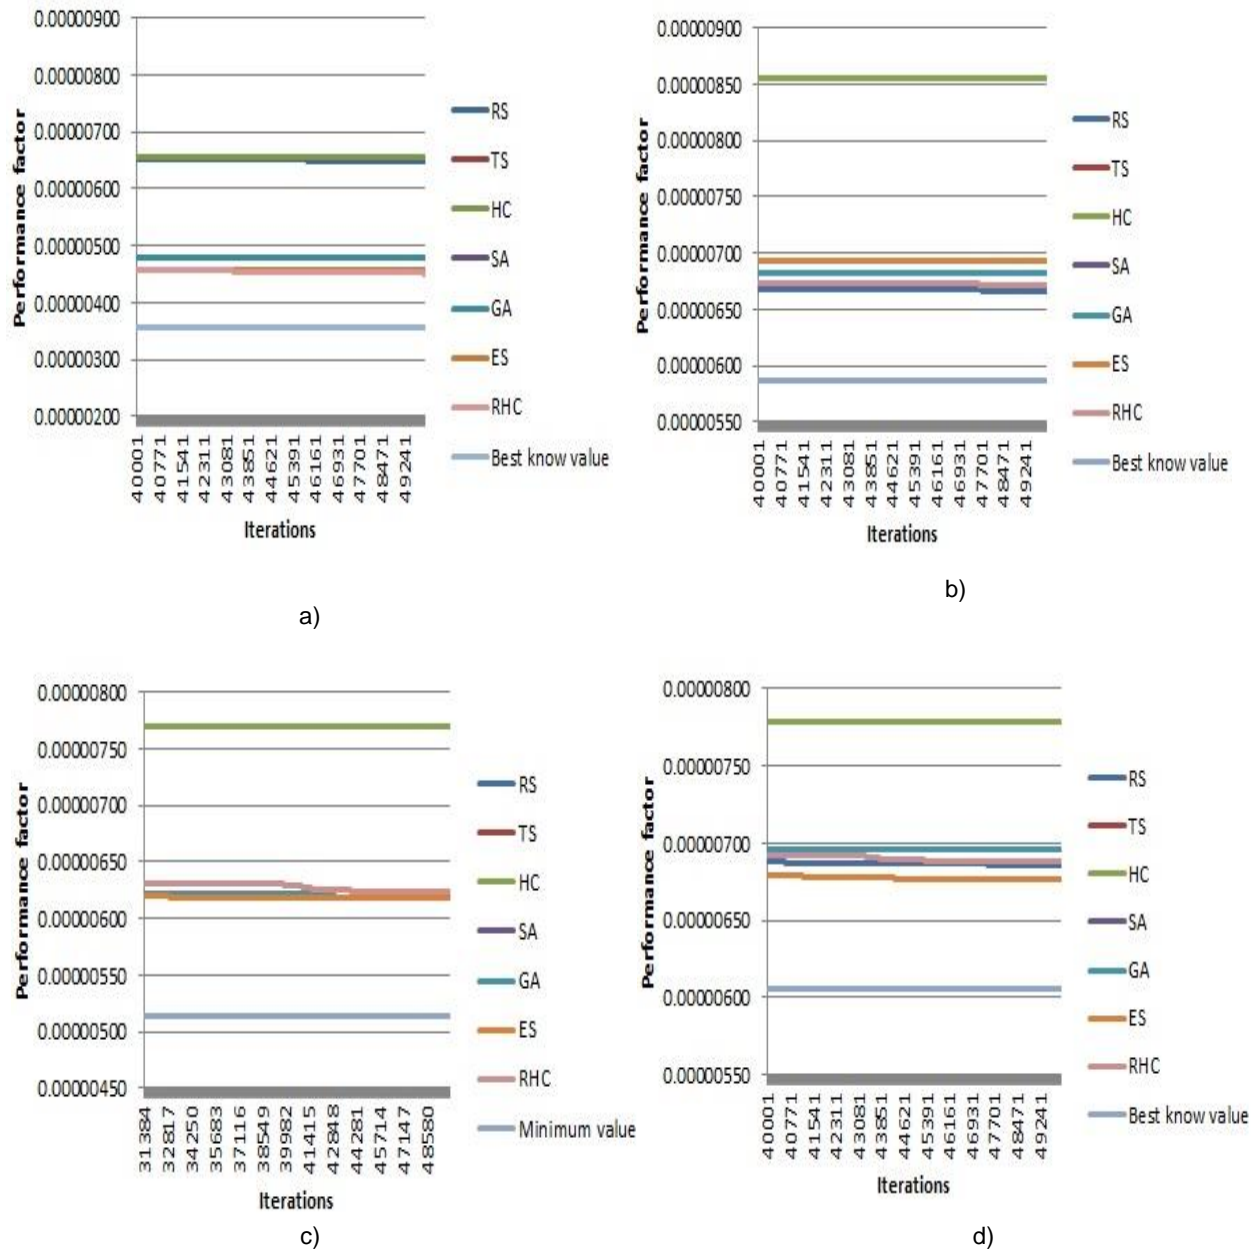 0.00000900
0.00000800
0.00000700
0.00000600
0.00000500
0.00000400
0.00000300
0.00000200
Performance factor
40001
40771
41541
42311
43081
43851
44621
45391
46161
46931
47701
48471
49241
Iterations
RS
TS
HC
SA
GA
ES
RHC
Best know value
a)
0.00000900
0.00000850
0.00000800
0.00000750
0.00000700
0.00000650
0.00000600
0.00000550
Performance factor
40001
40771
41541
42311
43081
43851
44621
45391
46161
46931
47701
48471
49241
Iterations
RS
TS
HC
SA
GA
ES
RHC
Best know value
b)
0.00000800
0.00000750
0.00000700
0.00000650
0.00000600
0.00000550
0.00000500
0.00000450
Performance factor
31384
32817
34250
35683
37116
38549
39982
41415
42848
44281
45714
47147
48580
Iterations
RS
TS
HC
SA
GA
ES
RHC
Minimum value
c)
0.00000800
0.00000750
0.00000700
0.00000650
0.00000600
0.00000550
Performance factor
40001
40771
41541
42311
43081
43851
44621
45391
46161
46931
47701
48471
49241
Iterations
RS
TS
HC
SA
GA
ES
RHC
Best know value
d)